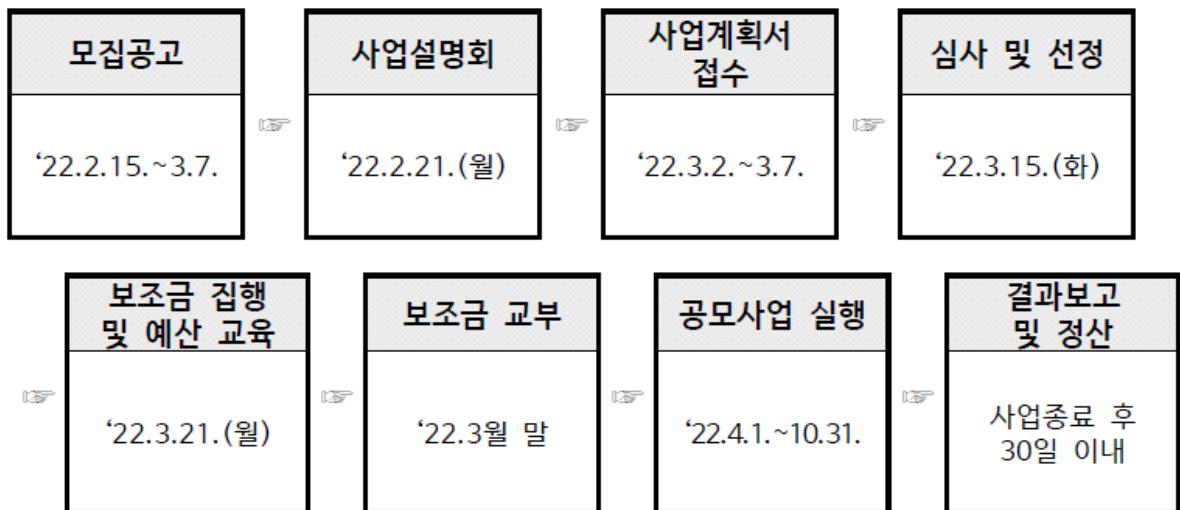 모집공고
‘22.2.15.~3.7.
☞
사업설명회
‘22.2.21.(월)
☞
사업계획서
접수
‘22.3.2.~3.7.
☞
심사 및 선정
‘22.3.15.(화)
☞
보조금 집행
및 예산 교육
‘22.3.21.(월)
☞
보조금 교부
‘22.3월 말
☞
공모사업 실행
‘22.4.1.~10.31.
☞
결과보고
및 정산
사업종료 후
30일 이내